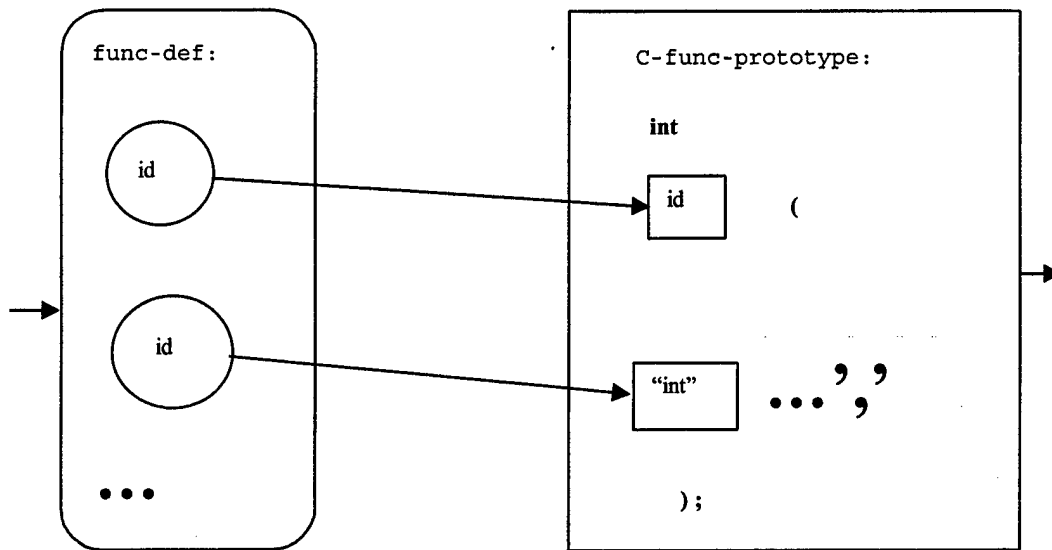 func-def:
id
id
•••
C-func-prototype:
int
id (
“int” ••• ‚ ’ ’
);